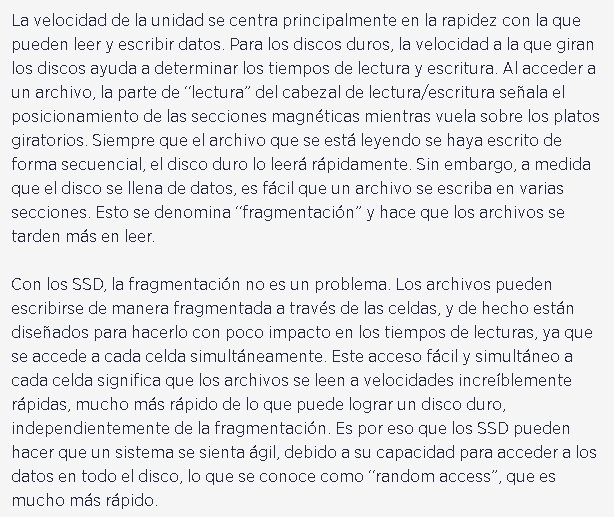 La velocidad de la unidad se centra principalmente en la rapidez con la que
pueden leer y escribir datos. Para los discos duros, la velocidad a la que giran
los discos ayuda a determinar los tiempos de lectura y escritura. Al acceder a
un archivo, la parte de “lectura” del cabezal de lectura/escritura señala el
posicionamiento de las secciones magnéticas mientras vuela sobre los platos
giratorios. Siempre que el archivo que se está leyendo se haya escrito de
forma secuencial, el disco duro lo leerá rápidamente. Sin embargo, a medida
que el disco se llena de datos, es fácil que un archivo se escriba en varias
secciones. Esto se denomina “fragmentación” y hace que los archivos se
tarden más en leer.

Con los SSD, la fragmentación no es un problema. Los archivos pueden
escribirse de manera fragmentada a través de las celdas, y de hecho están
diseñados para hacerlo con poco impacto en los tiempos de lecturas, ya que
se accede a cada celda simultáneamente. Este acceso fácil y simultáneo a
cada celda significa que los archivos se leen a velocidades increíblemente
rápidas, mucho más rápido de lo que puede lograr un disco duro,
independientemente de la fragmentación. Es por eso que los SSD pueden
hacer que un sistema se sienta ágil, debido a su capacidad para acceder a los
datos en todo el disco, lo que se conoce como “random access”, que es
mucho más rápido.